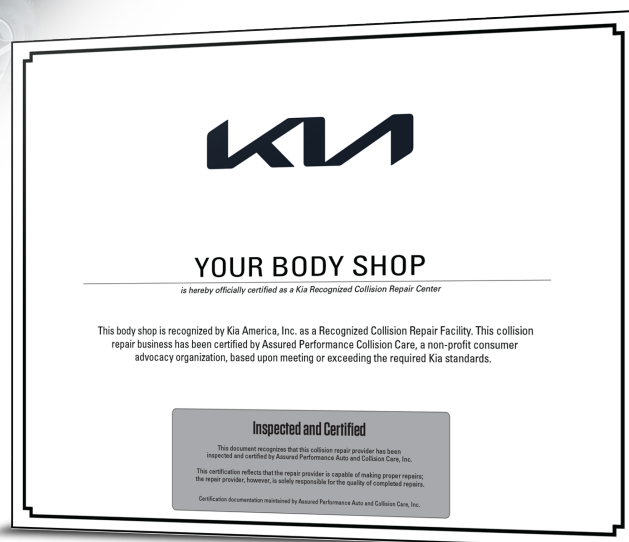 KIA
YOUR BODY SHOP
is hereby officially certified as a Kia Recognized Collision Repair Center
This body shop is recognized by Kia America, Inc. as a Recognized Collision Repair Facility. This collision
repair business has been certified by Assured Performance Collision Care, a non-profit consumer
advocacy organization, based upon meeting or exceeding the required Kia standards.
Inspected and Certified
This document recognizes that this collision repair provider has been
inspected and certified by Assured Performance Auto and Collision Care, Inc.
This certification reflects that the repair provider is capable of making proper repairs;
the repair provider, however, is solely responsible for the quality of completed repairs.
Certification documentation maintained by Assured Performance Auto and Collision Care, Inc.